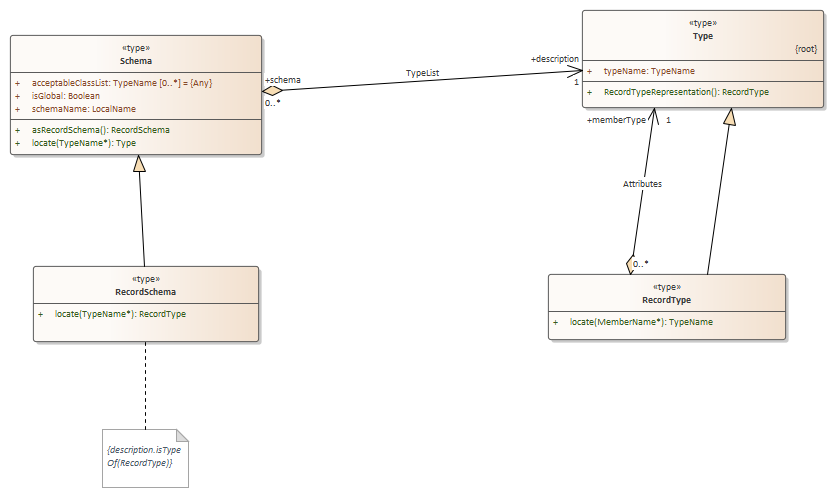 «type»
Schema
+ acceptableClassList: TypeName [0..*] = {Any}
+ isGlobal: Boolean
+ schemaName: LocalName
+ asRecordSchema(): RecordSchema
+ locate(TypeName*): Type
+schema
0..*
TypeList
+description
1
«type»
Type
{root}
+ typeName: TypeName
+ RecordTypeRepresentation(): RecordType
+memberType
1
Attributes
0..*
«type»
RecordSchema
+ locate(TypeName*): RecordType
«type»
RecordType
+ locate(MemberName*): TypeName
{description.isType
Of(RecordType)}